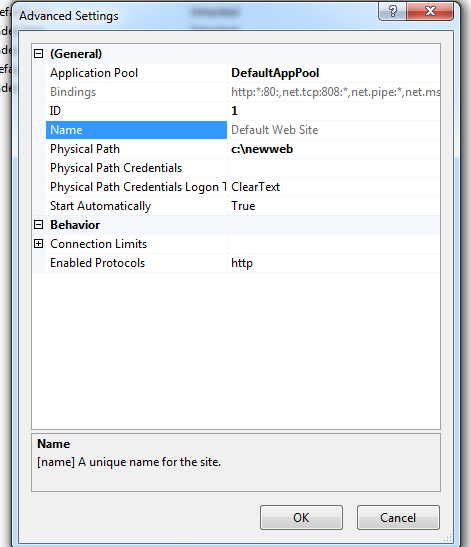 Advanced Settings
(General)
Application Pool DefaultAppPool
Bindings http:*:80:,net.tcp:808:*,net.pipe:*,net.ms
ID 1
Name Default Web Site
Physical Path c:\newweb
Physical Path Credentials
Physical Path Credentials Logon T ClearText
Start Automatically True
Behavior
Connection Limits
Enabled Protocols http
Name
[name] A unique name for the site.
OK Cancel